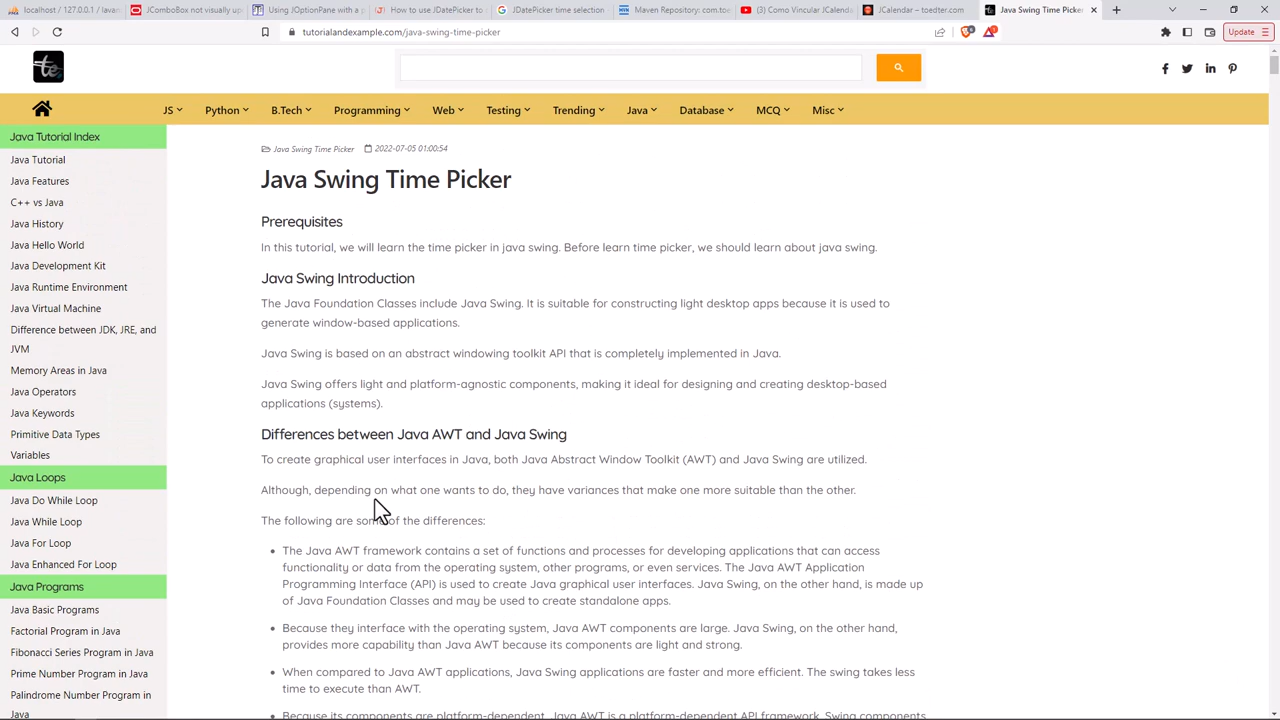 localhost / 127.0.0.1 / lavan
JComboBox not visually up
Using JOptionPane with a p
How to use JDatePicker to d
JDatePicker time selection
Maven Repository: com.toe
(3) Como Vincular JCalenda
JCalendar – toedter.com
Java Swing Time Picker
tutorialandexample.com/java-swing-time-picker
Update
te
JS
Python
B.Tech
Programming
Web
Testing
Trending
Java
Database
MCQ
Misc
Java Tutorial Index
Java Tutorial
Java Features
C++ vs Java
Java History
Java Hello World
Java Development Kit
Java Runtime Environment
Java Virtual Machine
Difference between JDK, JRE, and
JVM
Memory Areas in Java
Java Operators
Java Keywords
Primitive Data Types
Variables
Java Loops
Java Do While Loop
Java While Loop
Java For Loop
Java Enhanced For Loop
Java Programs
Java Basic Programs
Factorial Program in Java
Fibonacci Series Program in Java
Prime Number Program in Java
Palindrome Number Program in
Java
Java Swing Time Picker 2022-07-05 01:00:54
Java Swing Time Picker
Prerequisites
In this tutorial, we will learn the time picker in java swing. Before learn time picker, we should learn about java swing.
Java Swing Introduction
The Java Foundation Classes include Java Swing. It is suitable for constructing light desktop apps because it is used to
generate window-based applications.
Java Swing is based on an abstract windowing toolkit API that is completely implemented in Java.
Java Swing offers light and platform-agnostic components, making it ideal for designing and creating desktop-based
applications (systems).
Differences between Java AWT and Java Swing
To create graphical user interfaces in Java, both Java Abstract Window Toolkit (AWT) and Java Swing are utilized.
Although, depending on what one wants to do, they have variances that make one more suitable than the other.
The following are some of the differences:
The Java AWT framework contains a set of functions and processes for developing applications that can access
functionality or data from the operating system, other programs, or even services. The Java AWT Application
Programming Interface (API) is used to create Java graphical user interfaces. Java Swing, on the other hand, is made up
of Java Foundation Classes and may be used to create standalone apps.
Because they interface with the operating system, Java AWT components are large. Java Swing, on the other hand,
provides more capability than Java AWT because its components are light and strong.
When compared to Java AWT applications, Java Swing applications are faster and more efficient. The swing takes less
time to execute than AWT.
Because its components are platform-dependent, Java AWT is a platform-dependent API framework. Swing components